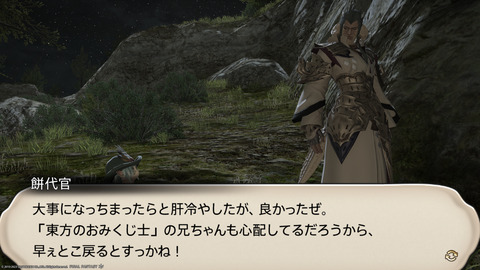 餅代官
大事になっちまったらと肝冷やしたが、良かったぜ。
「東方のおみくじ士」の兄ちゃんも心配してるだろうから、
早ぇとこ戻るとすっかね！
FINAL FANTASY XIV